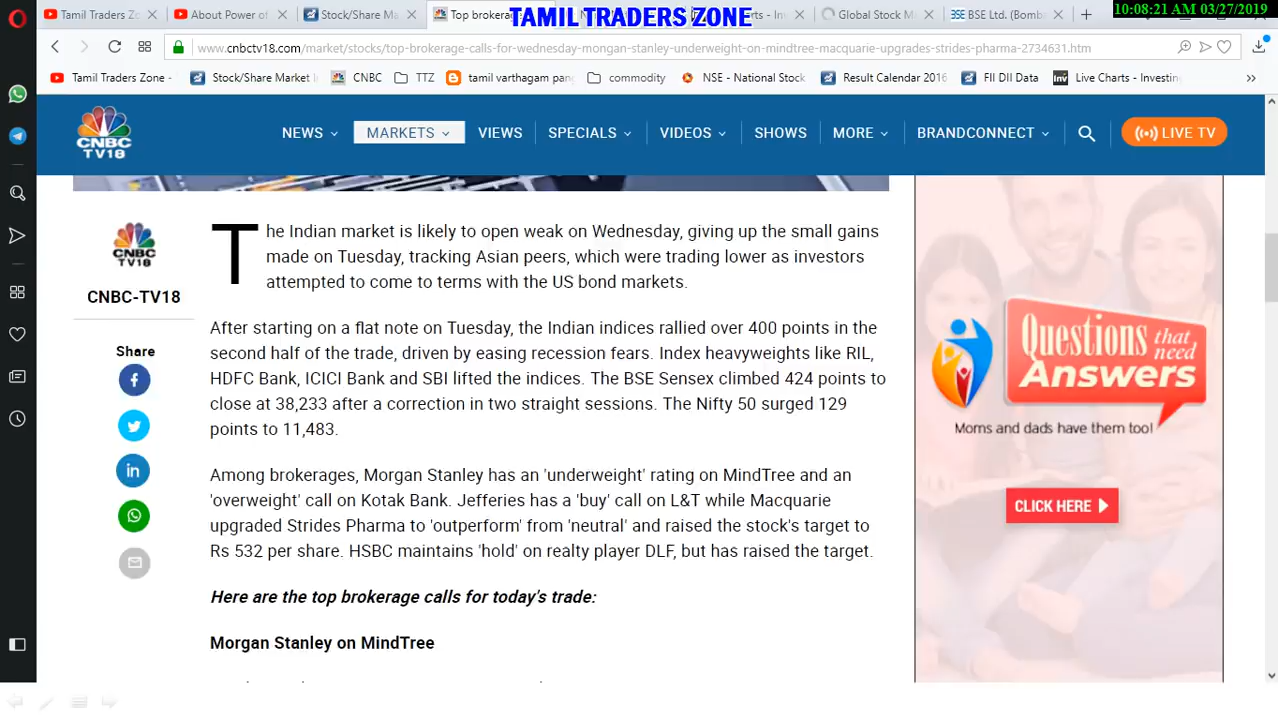 TAMIL TRADERS ZONE
10:08:21 AM 03/27/2019
Tamil Traders Z
About Power of
Stock/Share Ma
Top brokera
Global Stock M
BSE Ltd. (Bomb
www.cnbctv18.com/market/stocks/top-brokerage-calls-for-wednesday-morgan-stanley-underweight-on-mindtree-macquarie-upgrades-strides-pharma-2734631.htm
Tamil Traders Zone -
Stock/Share Market I
CNBC
TTZ
tamil varthagam pan
commodity
NSE - National Stock
Result Calendar 2016
FII DII Data
Live Charts - Investin
CNBC
TV18
NEWS
MARKETS
VIEWS
SPECIALS
VIDEOS
SHOWS
MORE
BRANDCONNECT
LIVE TV
The Indian market is likely to open weak on Wednesday, giving up the small gains
made on Tuesday, tracking Asian peers, which were trading lower as investors
attempted to come to terms with the US bond markets.
CNBC
TV18
CNBC-TV18
Share
After starting on a flat note on Tuesday, the Indian indices rallied over 400 points in the
second half of the trade, driven by easing recession fears. Index heavyweights like RIL,
HDFC Bank, ICICI Bank and SBI lifted the indices. The BSE Sensex climbed 424 points to
close at 38,233 after a correction in two straight sessions. The Nifty 50 surged 129
points to 11,483.
Among brokerages, Morgan Stanley has an 'underweight' rating on MindTree and an
'overweight' call on Kotak Bank. Jefferies has a 'buy' call on L&T while Macquarie
upgraded Strides Pharma to 'outperform' from 'neutral' and raised the stock's target to
Rs 532 per share. HSBC maintains 'hold' on realty player DLF, but has raised the target.
Here are the top brokerage calls for today's trade:
Morgan Stanley on MindTree
Questions that
need
Answers
Moms and dads have them too!
CLICK HERE